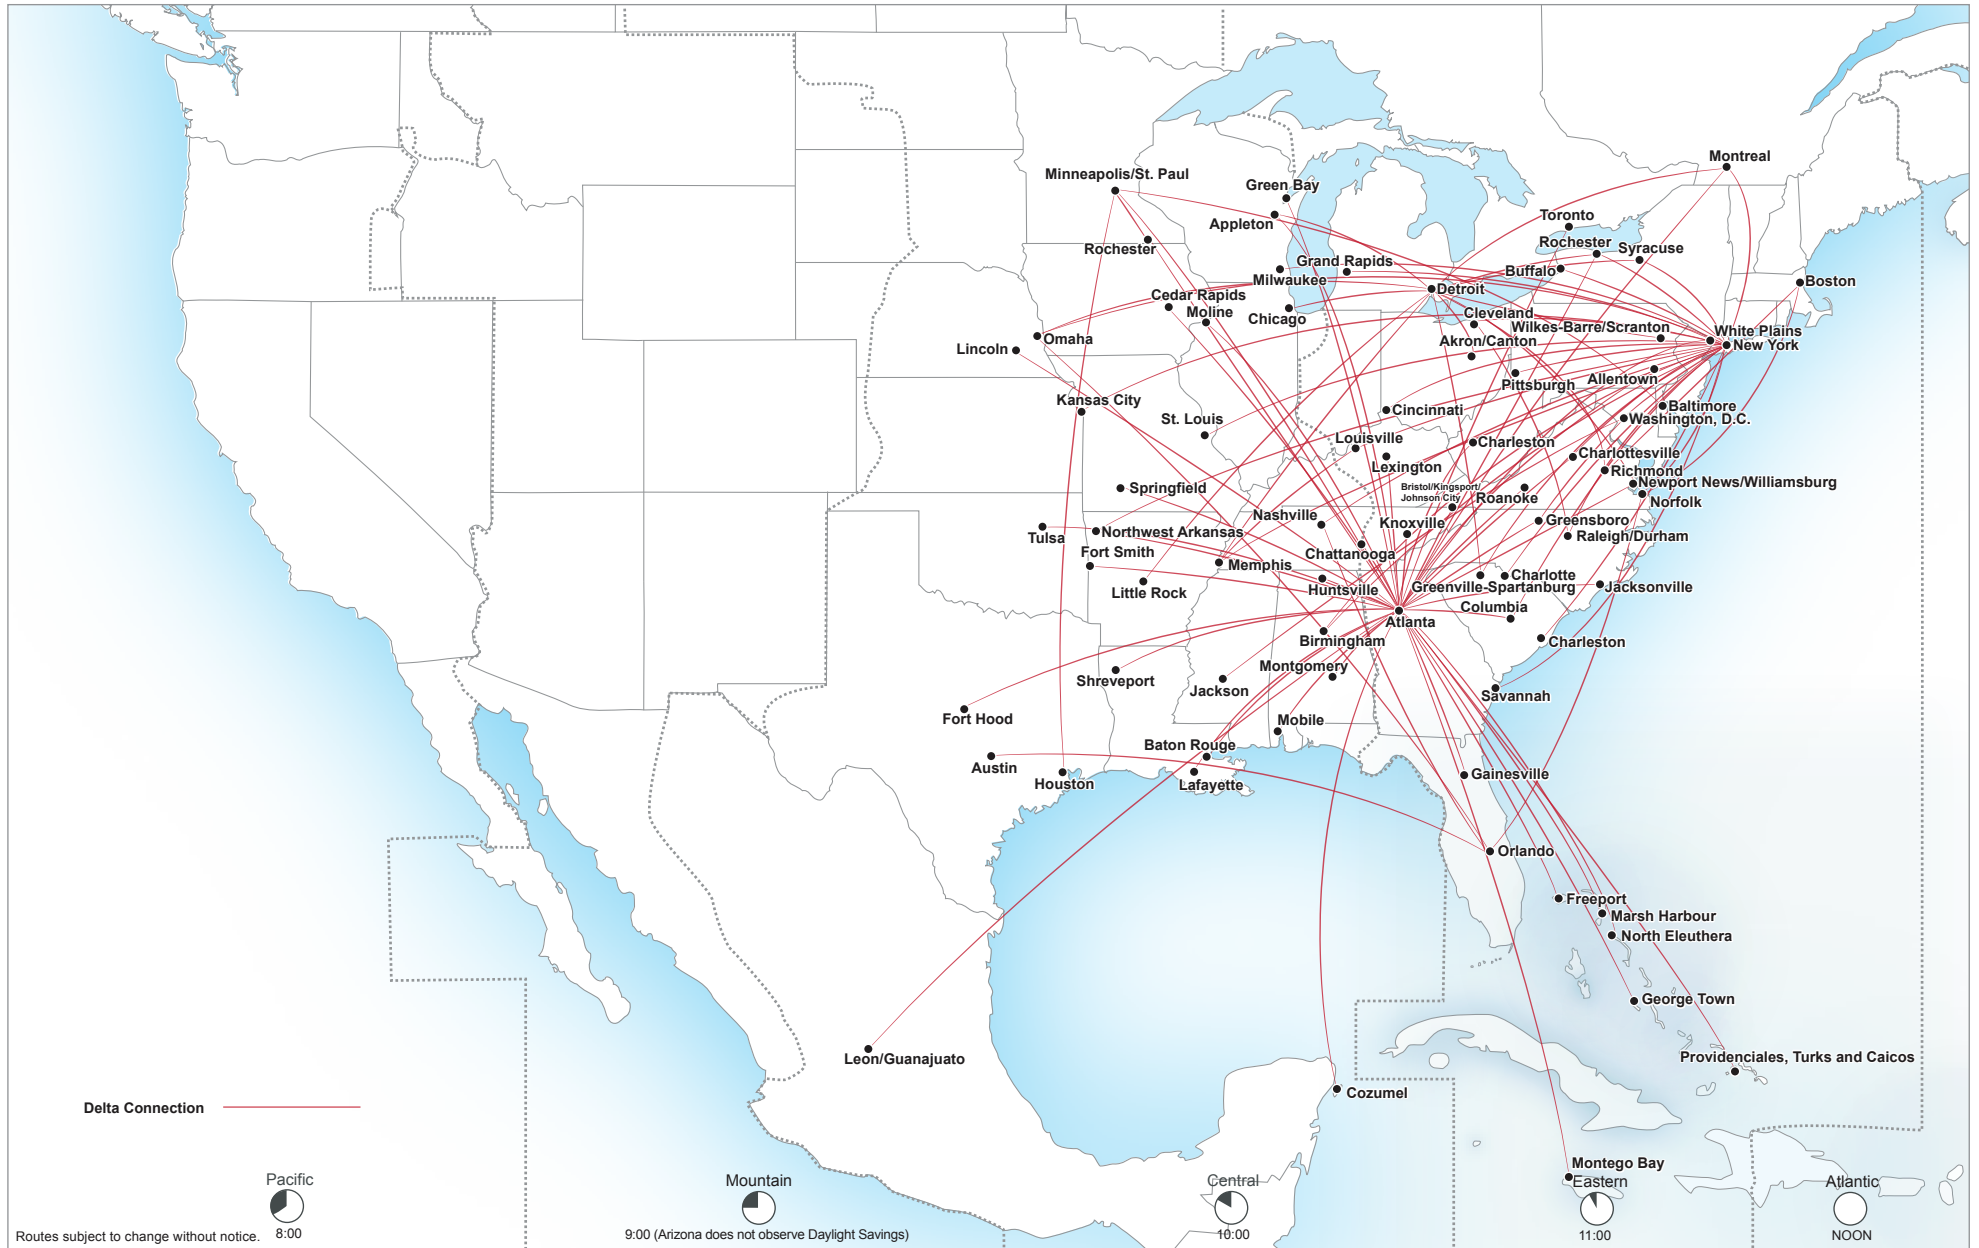 Montreal
Minneapolis/St. Paul
Green Bay
Appleton
Toronto
Rochester
Syracuse
Rochester
Grand Rapids
Buffalo
Milwaukee
Detroit
Boston
Cedar Rapids
Moline
Chicago
Cleveland
Wilkes-Barre/Scranton
White Plains
New York
Omaha
Akron/Canton
Lincoln
Pittsburgh
Allentown
Kansas City
Cincinnati
Baltimore
Washington, D.C.
St. Louis
Louisville
Charleston
Charlottesville
Lexington
Richmond
Newport News/Williamsburg
Springfield
Bristol/Kingsport/
Johnson City
Roanoke
Norfolk
Nashville
Knoxville
Greensboro
Tulsa
Northwest Arkansas
Raleigh/Durham
Fort Smith
Chattanooga
Memphis
Charlotte
Little Rock
Huntsville
Greenville-Spartanburg
Jacksonville
Columbia
Atlanta
Birmingham
Charleston
Montgomery
Shreveport
Jackson
Savannah
Fort Hood
Mobile
Baton Rouge
Austin
Houston
Lafayette
Gainesville
Orlando
Freeport
Marsh Harbour
North Eleuthera
George Town
Leon/Guanajuato
Providenciales, Turks and Caicos
Cozumel
Delta Connection
Montego Bay
Pacific
Mountain
Central
Eastern
Atlantic
Routes subject to change without notice.
8:00
9:00 (Arizona does not observe Daylight Savings)
10:00
11:00
NOON